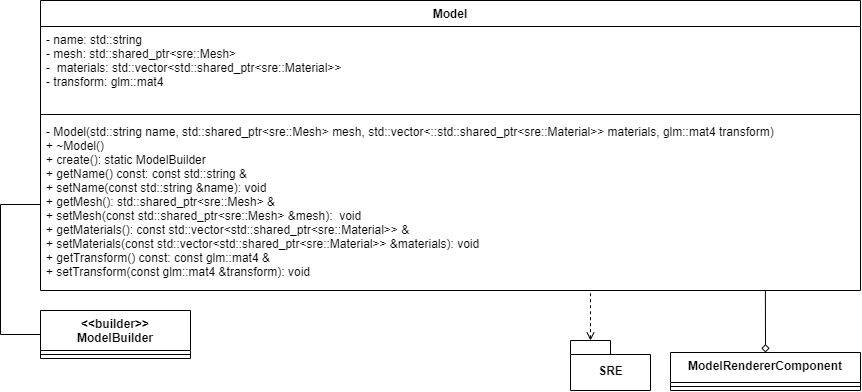 Model
- name: std::string
- mesh: std::shared_ptr<sre::Mesh>
-  materials: std::vector<std::shared_ptr<sre::Material>>
- transform: glm::mat4
- Model(std::string name, std::shared_ptr<sre::Mesh> mesh, std::vector<::std::shared_ptr<sre::Material>> materials, glm::mat4 transform)
+ ~Model()
+ create(): static ModelBuilder
+ getName() const: const std::string &
+ setName(const std::string &name): void
+ getMesh(): std::shared_ptr<sre::Mesh> &
+ setMesh(const std::shared_ptr<sre::Mesh> &mesh):  void
+ getMaterials(): const std::vector<std::shared_ptr<sre::Material>> &
+ setMaterials(const std::vector<std::shared_ptr<sre::Material>> &materials): void
+ getTransform() const: const glm::mat4 &
+ setTransform(const glm::mat4 &transform): void
<<builder>>
ModelBuilder
SRE
ModelRendererComponent